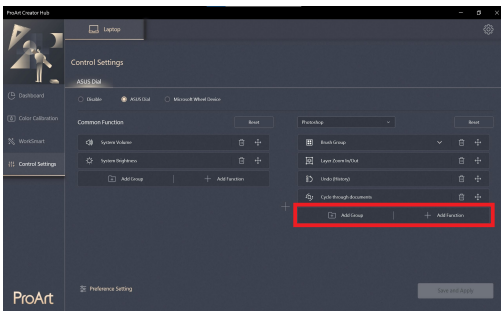 ProArt Creator Hub
Laptop
Control Settings
ASUS Dial
Dashboard
Disable
ASUS Dial
Microsoft Wheel Device
Color Calibration
Common Function
Reset
Photoshop
Reset
WorkSmart
System Volume
Brush Group
Control Settings
System Brightness
Layer Zoom In/Out
Add Group
Add Function
Undo (History)
Cycle through documents
Add Group
Add Function
Preference Setting
Save and Apply
ProArt